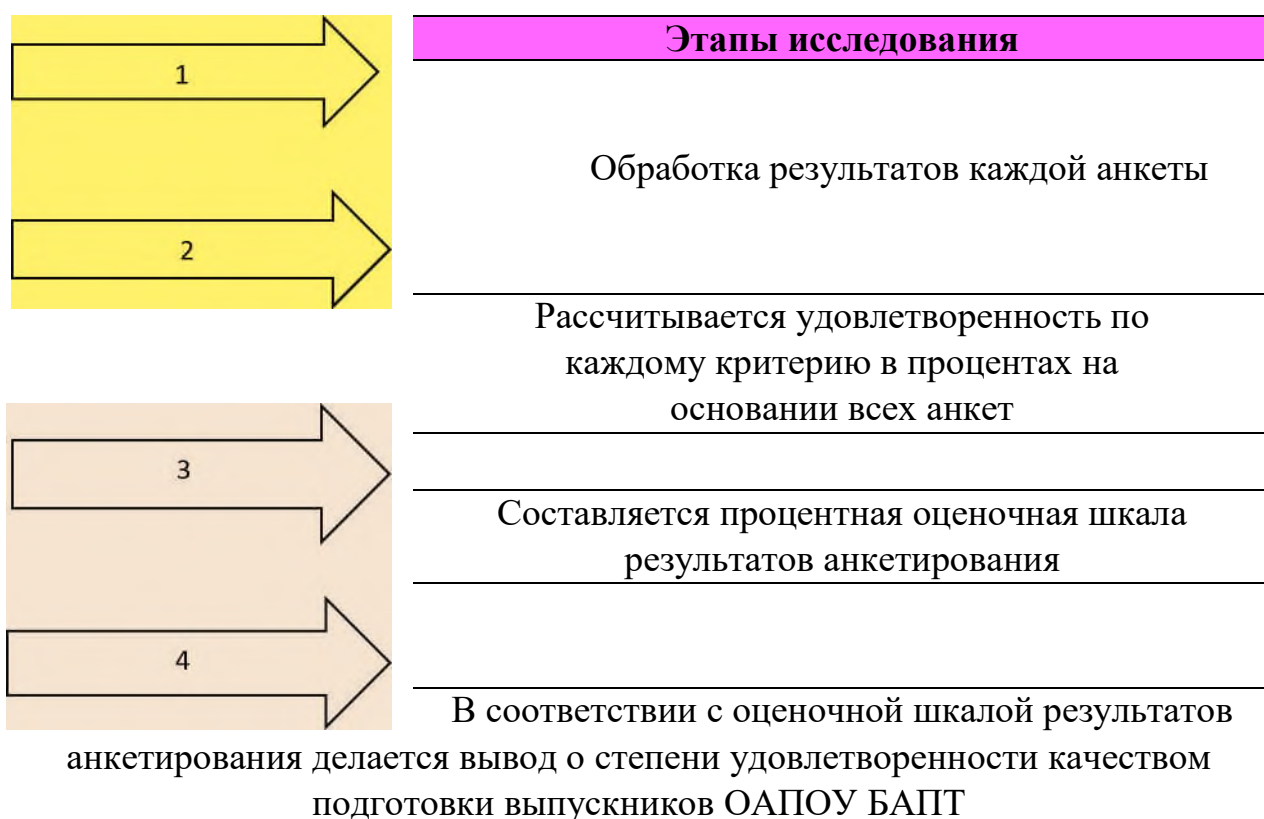 Этапы исследования
1
Обработка результатов каждой анкеты
2
Рассчитывается удовлетворенность по
каждому критерию в процентах на
основании всех анкет
3
Составляется процентная оценочная шкала
результатов анкетирования
4
В соответствии с оценочной шкалой результатов
анкетирования делается вывод о степени удовлетворенности качеством
подготовки выпускников ОАПОУ БАПТ